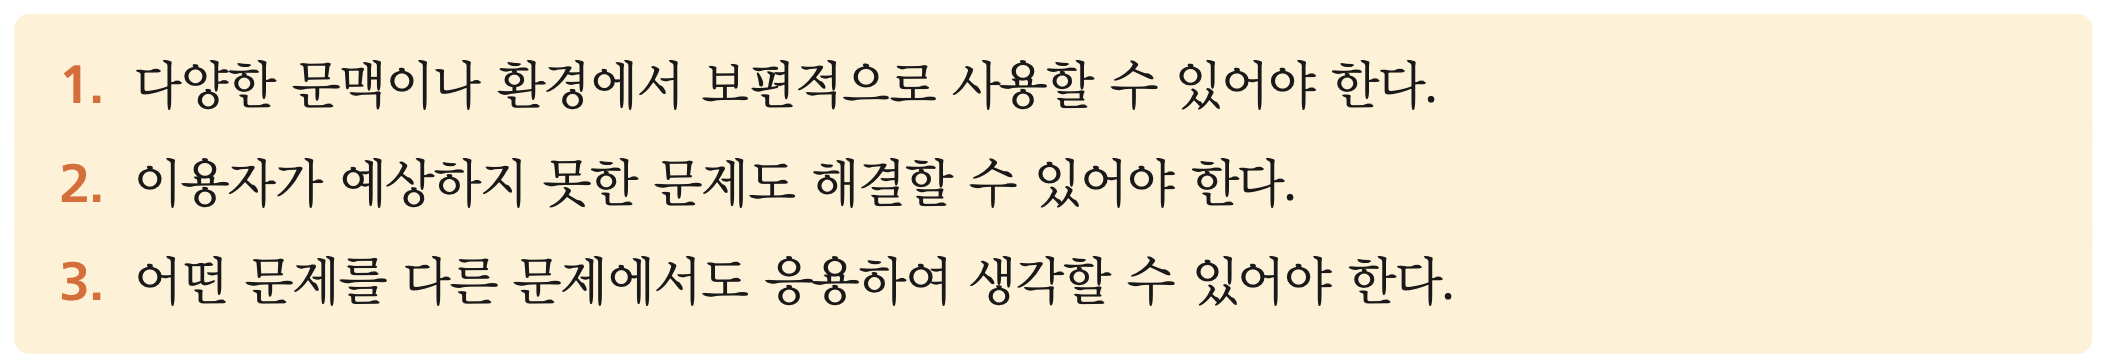 1. 다양한 문맥이나 환경에서 보편적으로 사용할 수 있어야 한다.
2. 이용자가 예상하지 못한 문제도 해결할 수 있어야 한다.
3. 어떤 문제를 다른 문제에서도 응용하여 생각할 수 있어야 한다.